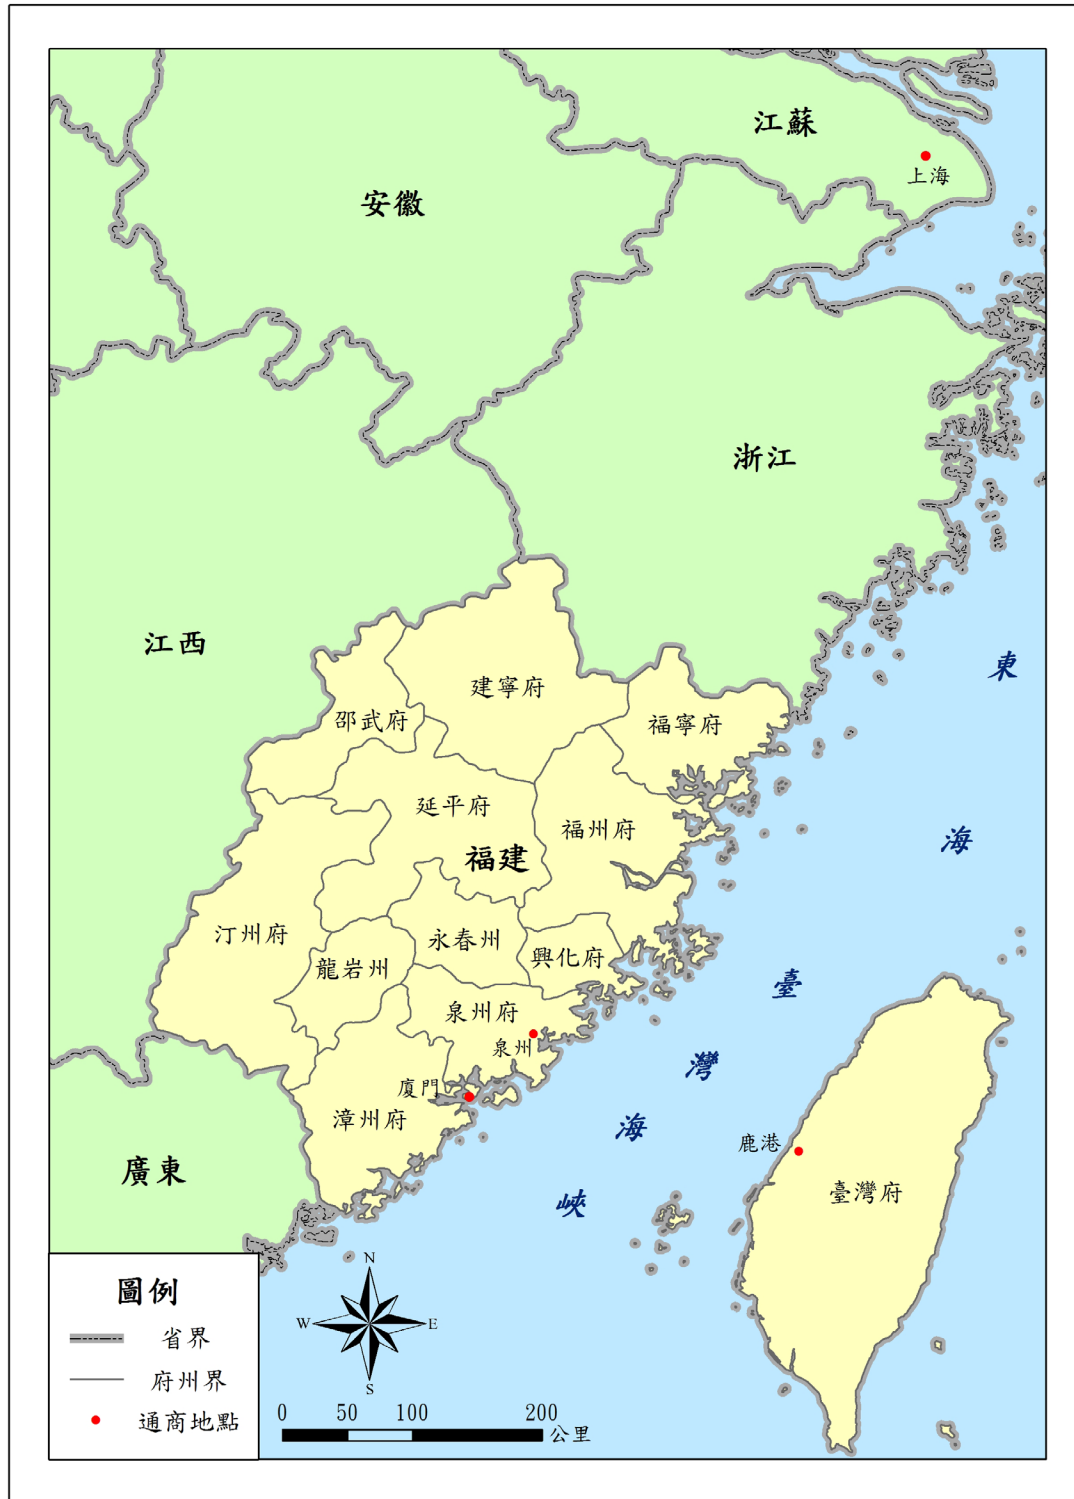 江蘇
上海
安徽
浙江
江西
東
海
建寧府
邵武府
福寧府
延平府
福州府
福建
汀州府
永春州
興化府
龍岩州
泉州府
泉州
廈門
漳州府
臺
灣
海
峽
鹿港
臺灣府
廣東
圖例
省界
府州界
通商地點
N
W E
S
0 50 100 200
公里